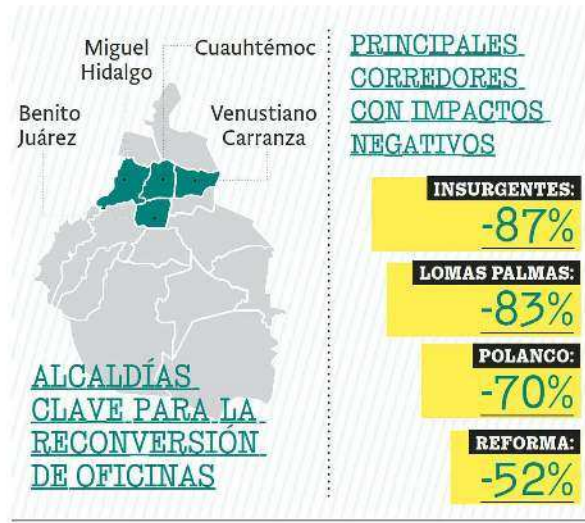 Miguel
Hidalgo
Cuauhtémoc
Benito
Juárez
Venustiano
Carranza
ALCALDÍAS
CLAVE PARA LA
RECONVERSIÓN
DE OFICINAS
PRINCIPALES
CORREDORES
CON IMPACTOS
NEGATIVOS
INSURGENTES:
-87%
LOMAS PALMAS:
-83%
POLANCO:
-70%
REFORMA:
-52%